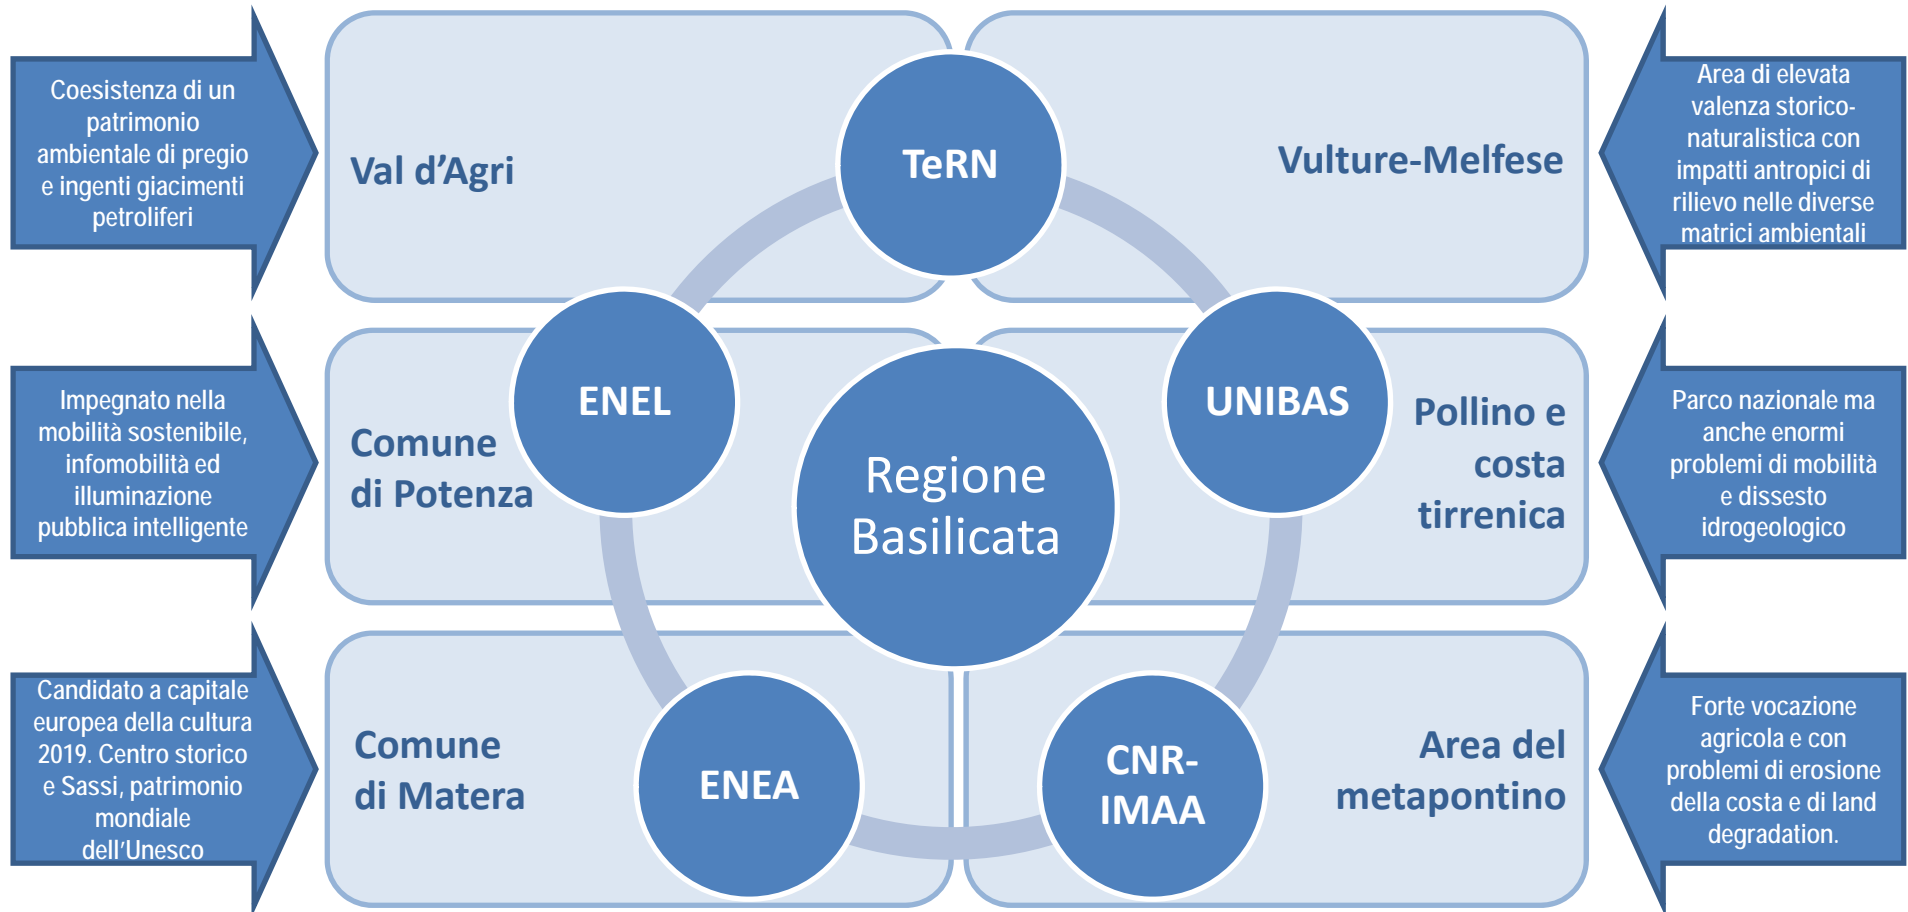 Coesistenza di un
patrimonio
ambientale di pregio
e ingenti giacimenti
petroliferi
Val d'Agri
TeRN
Vulture-Melfese
Area di elevata
valenza storico-
naturalistica con
impatti antropici di
rilievo nelle diverse
matrici ambientali
Impegnato nella
mobilità sostenibile,
infomobilità ed
illuminazione
pubblica intelligente
Comune
di Potenza
ENEL
Regione
Basilicata
UNIBAS
Pollino e
costa
tirrenica
Parco nazionale ma
anche enormi
problemi di mobilità
e dissesto
idrogeologico
Candidato a capitale
europea della cultura
2019. Centro storico
e Sassi, patrimonio
mondiale
dell'Unesco
Comune
di Matera
ENEA
CNR-
IMAA
Area del
metapontino
Forte vocazione
agricola e con
problemi di erosione
della costa e di land
degradation.